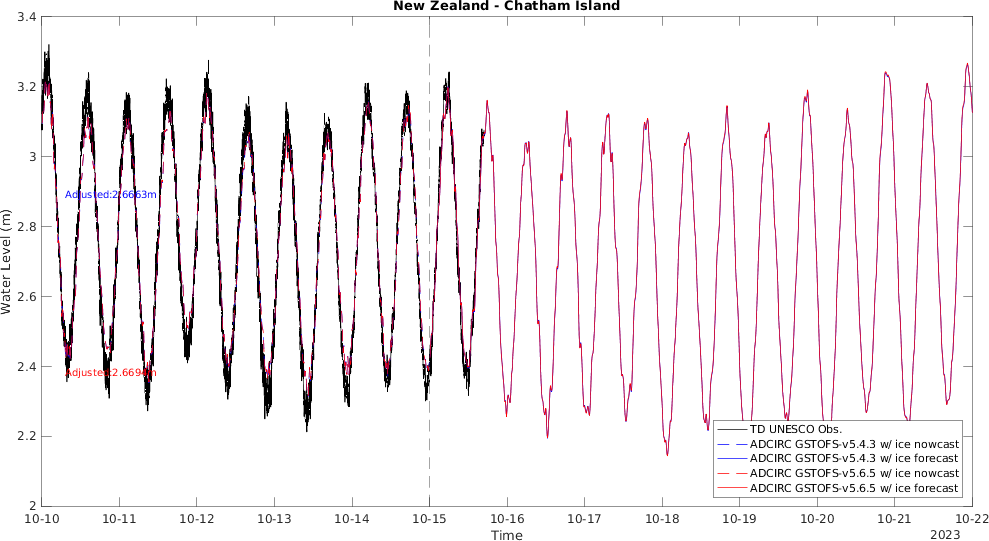 New Zealand - Chatham Island
3.4
3.2
3
2.8
2.6
2.4
2.2
2
Water Level (m)
Adjusted:2.6663m
TD UNESCO Obs.
ADCIRC GSTOFS-v5.4.3 w/ ice nowcast
ADCIRC GSTOFS-v5.4.3 w/ ice forecast
ADCIRC GSTOFS-v5.6.5 w/ ice nowcast
ADCIRC GSTOFS-v5.6.5 w/ ice forecast
10-10 10-11 10-12 10-13 10-14 10-15 10-16 10-17 10-18 10-19 10-20 10-21 10-22
Time
2023